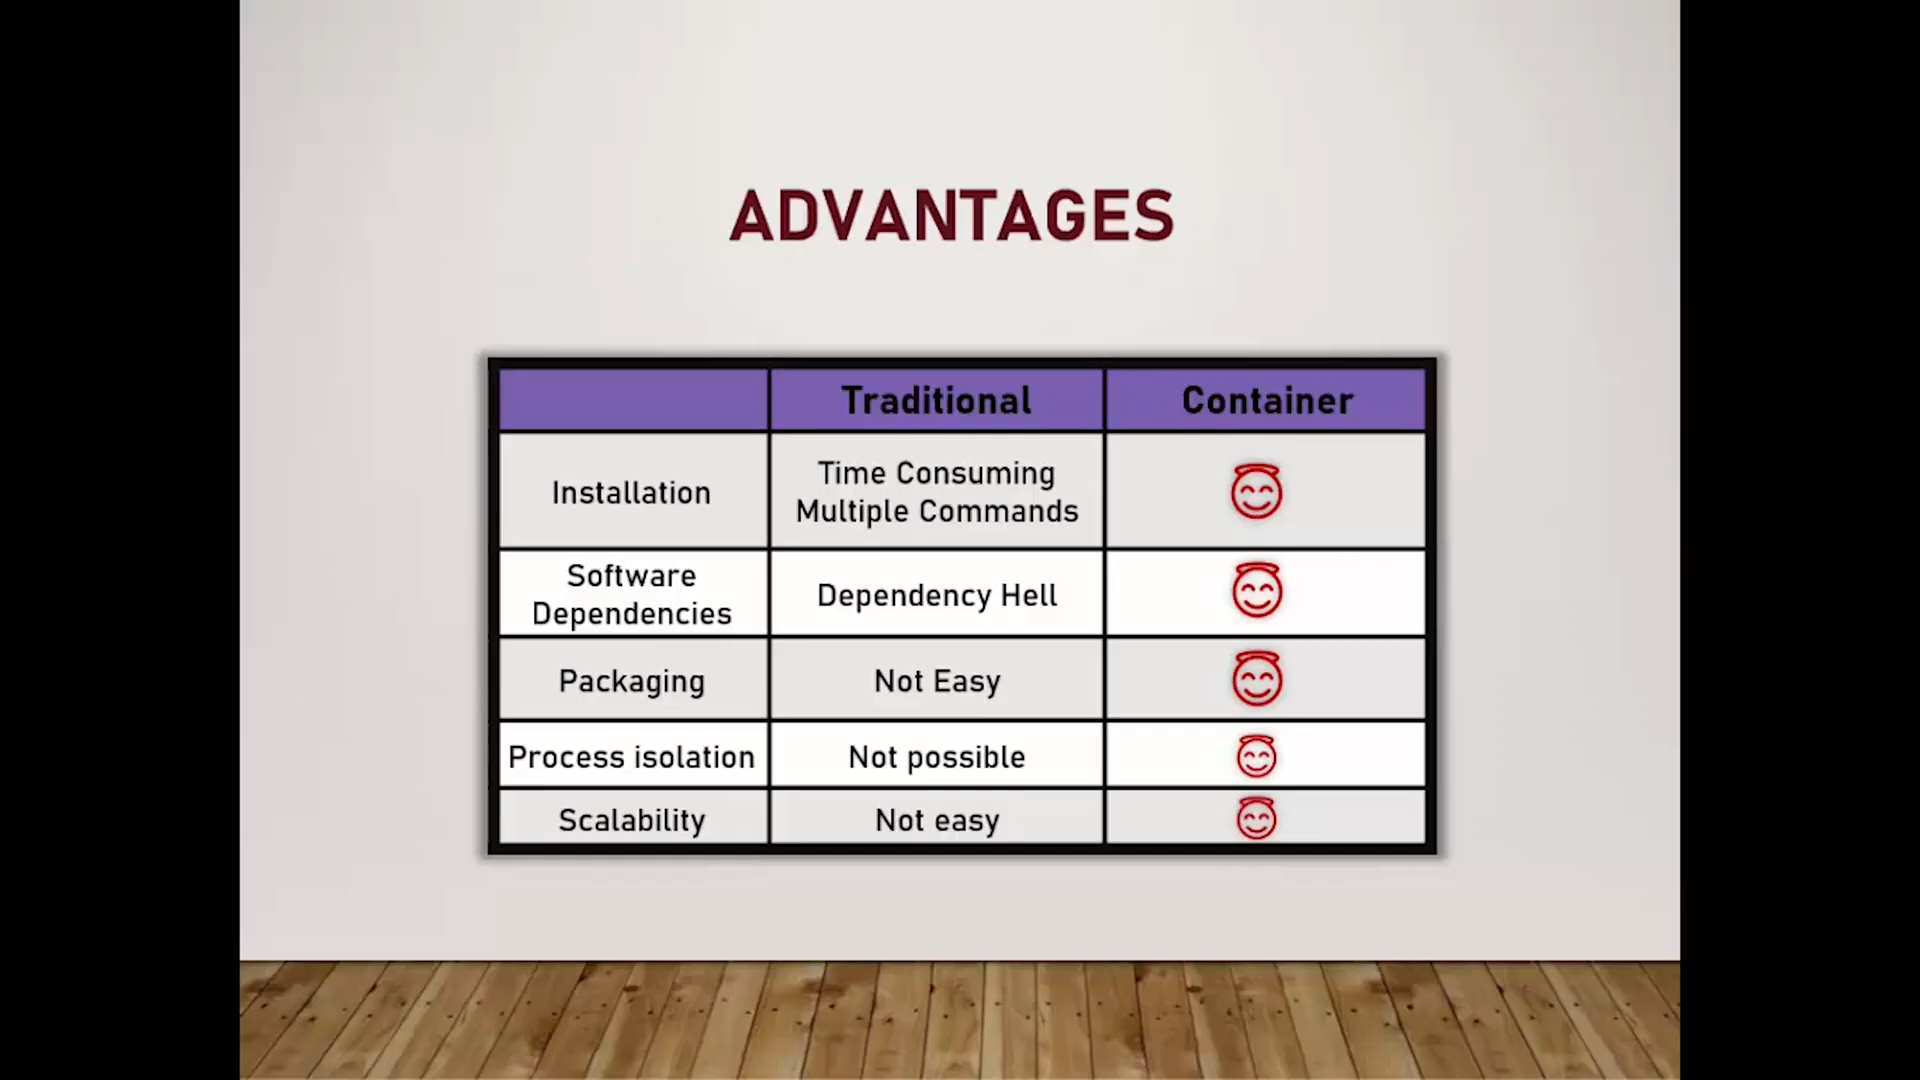 ADVANTAGES
Traditional
Container
Installation
Time Consuming
Multiple Commands
Software
Dependencies
Dependency Hell
Packaging
Not Easy
Process isolation
Not possible
Scalability
Not easy